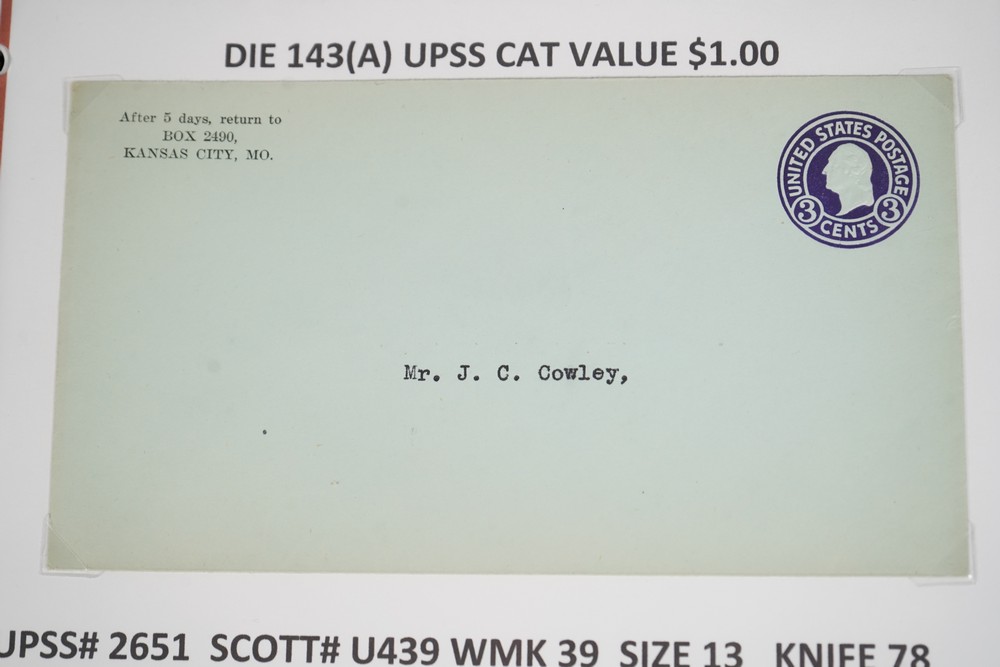 DIE 143(A) UPSS CAT VALUE $1.00
After 5 days, return to
BOX 2490,
KANSAS CITY, MO.
UNITED STATES POSTAGE
3 CENTS 3
Mr. J. C. Cowley,
UPSS# 2651 SCOTT# U439 WMK 39 SIZE 13 KNIFE 78